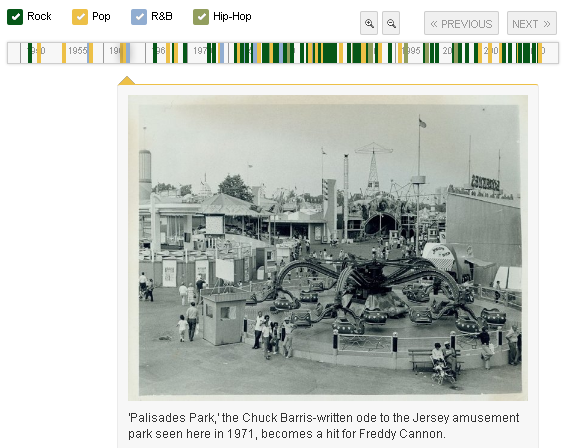 Rock Pop R&B Hip-Hop
« PREVIOUS NEXT »
1955 1995
'Palisades Park,' the Chuck Barris-written ode to the Jersey amusement
park seen here in 1971, becomes a hit for Freddy Cannon.